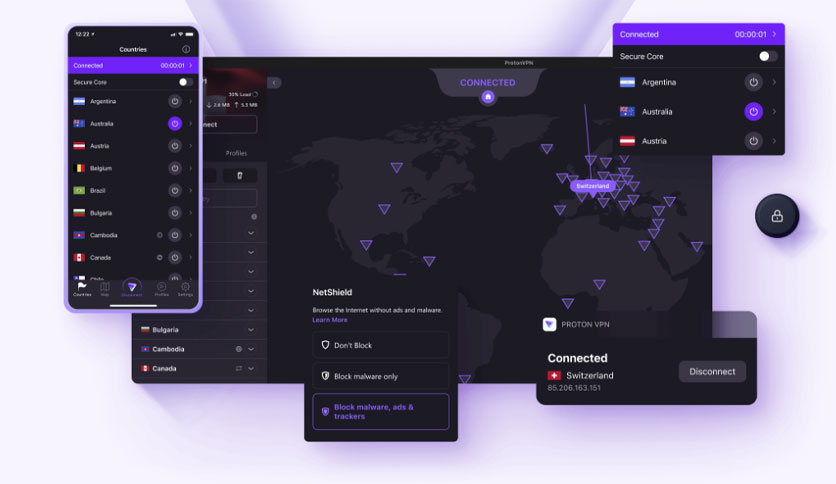 12:22
Countries
Connected 00:00:01
Secure Core
Argentina
Australia
Austria
Belgium
Brazil
Bulgaria
Cambodia
Canada
Chile
Countries Map Disconnect Profiles Settings
ProtonVPN
30% Load
2.6 MB 5.2 MB
Profiles
Bulgaria
Cambodia
Canada
CONNECTED
Switzerland
Connected 00:00:01
Secure Core
Argentina
Australia
Austria
NetShield
Browse the Internet without ads and malware.
Learn More
Don't Block
Block malware only
Block malware, ads &
trackers
PROTON VPN
Connected
Switzerland
85.206.163.151
Disconnect